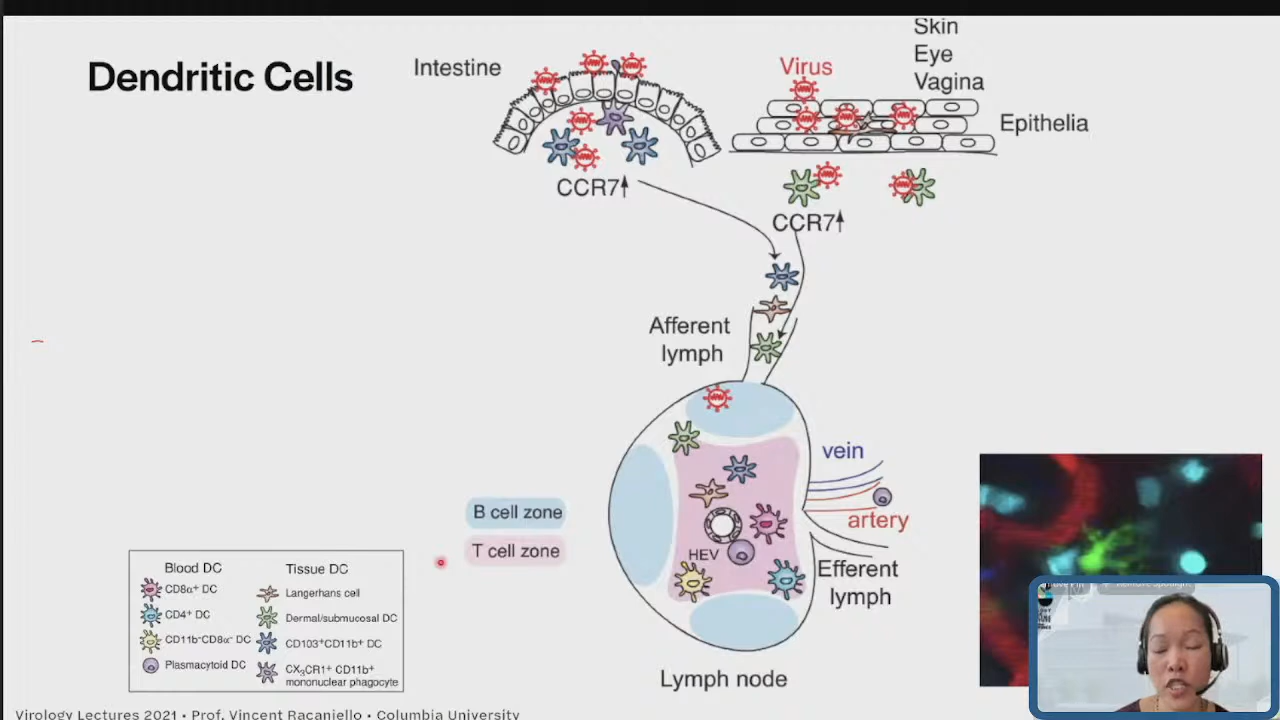 Dendritic Cells
Intestine
Virus
Skin
Eye
Vagina
Epithelia
CCR7
CCR7
Afferent
lymph
vein
artery
B cell zone
T cell zone
HEV
Efferent
lymph
Lymph node
Blood DC
CD8α⁺ DC
CD4⁺ DC
CD11b⁻CD8α⁻ DC
Plasmacytoid DC
Tissue DC
Langerhans cell
Dermal/submucosal DC
CD103⁺CD11b⁺ DC
CX₃CR1⁺ CD11b⁺
mononuclear phagocyte
Virology Lectures 2021 • Prof. Vincent Racaniello • Columbia University